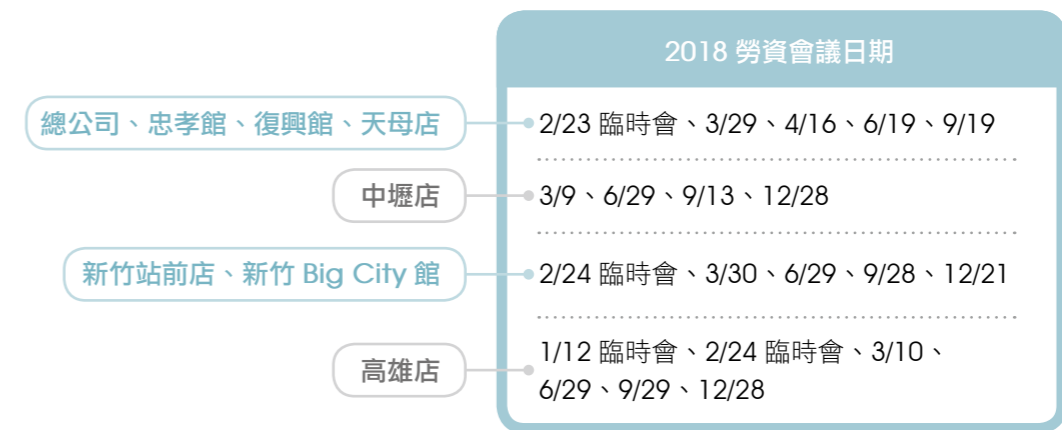 2018 勞資會議日期
總公司、忠孝館、復興館、天母店
2/23 臨時會、3/29、4/16、6/19、9/19
中壢店
3/9、6/29、9/13、12/28
新竹站前店、新竹 Big City 館
2/24 臨時會、3/30、6/29、9/28、12/21
高雄店
1/12 臨時會、2/24 臨時會、3/10、
6/29、9/29、12/28